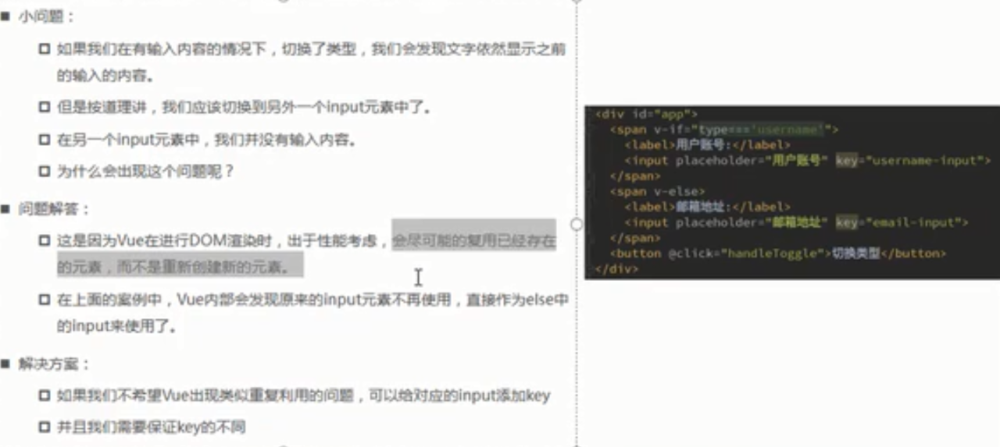 小问题：
如果我们在有输入内容的情况下，切换了类型，我们会发现文字依然显示之前
的输入的内容。
但是按道理讲，我们应该切换到另外一个input元素中了。
在另一个input元素中，我们并没有输入内容。
为什么会出现这个问题呢？
问题解答：
这是因为Vue在进行DOM渲染时，出于性能考虑，会尽可能的复用已经存在
的元素，而不是重新创建新的元素。
在上面的案例中，Vue内部会发现原来的input元素不再使用，直接作为else中
的input来使用了。
解决方案：
如果我们不希望Vue出现类似重复利用的问题，可以给对应的input添加key
并且我们需要保证key的不同
<div id="app">
<span v-if="type==='username'">
<label>用户账号:</label>
<input placeholder="用户账号" key="username-input">
</span>
<span v-else>
<label>邮箱地址:</label>
<input placeholder="邮箱地址" key="email-input">
</span>
<button @click="handleToggle">切换类型</button>
</div>